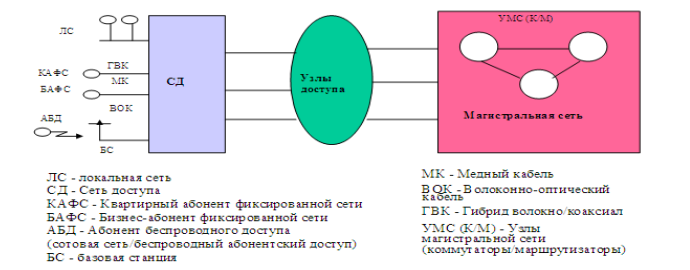 УМС (К/М)
ЛС
ГВК
КАФС
МК
БАФС
СД
Узлы
доступа
ВОК
АБД
Магистральная сеть
БС
ЛС - локальная сеть
СД - Сеть доступа
КАФС - Квартирный абонент фиксированной сети
БАФС - Бизнес-абонент фиксированной сети
АБД - Абонент беспроводного доступа
(сотовая сеть/беспроводный абонентский доступ)
БС - базовая станция
МК - Медный кабель
ВОК - Волоконно-оптический
кабель
ГВК - Гибрид волокно/коаксиал
УМС (К/М) - Узлы
магистральной сети
(коммутаторы/маршрутизаторы)